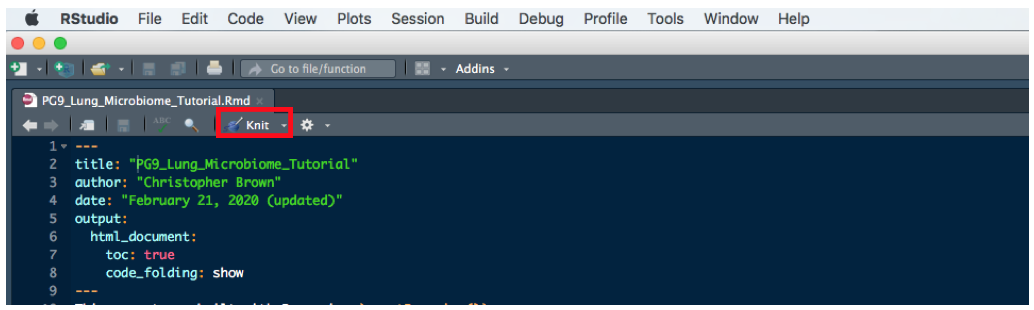 RStudio File Edit Code View Plots Session Build Debug Profile Tools Window Help
Go to file/function Addins
PG9_Lung_Microbiome_Tutorial.Rmd
ABC Knit
1 ---
2 title: "PG9_Lung_Microbiome_Tutorial"
3 author: "Christopher Brown"
4 date: "February 21, 2020 (updated)"
5 output:
6 html_document:
7 toc: true
8 code_folding: show
9 ---